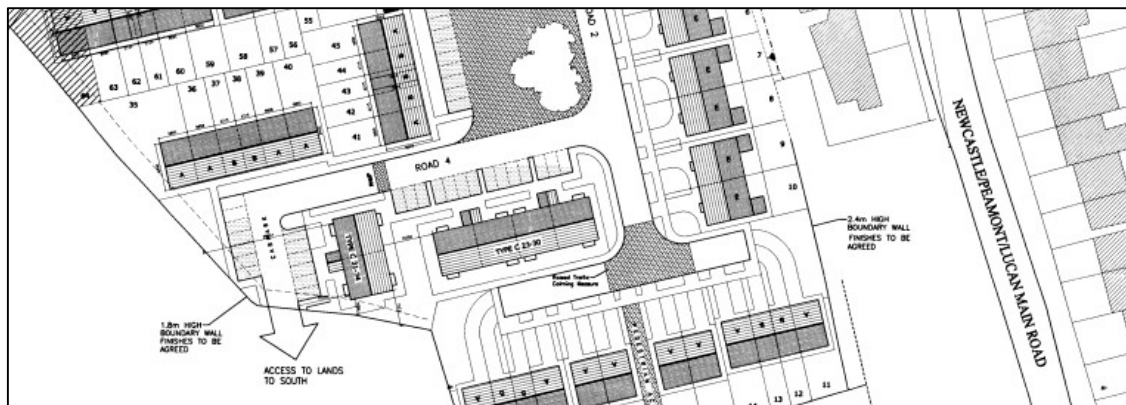 55
56
57
58
59
60
61
62
63
35
36
37
38
39
40
45
44
43
42
41
ROAD 2
ROAD 4
A A B B A A
6
7
8
9
10
E
E
E
E
E
NEWCASTLE/PEAMONT/LUCAN MAIN ROAD
2.4m HIGH
BOUNDARY WALL
FINISHES TO BE
AGREED
TYPE C 23-30
Raised Traffic
Calming Measure
1.8m HIGH
BOUNDARY WALL
FINISHES TO BE
AGREED
ACCESS TO LANDS
TO SOUTH
11
12
13